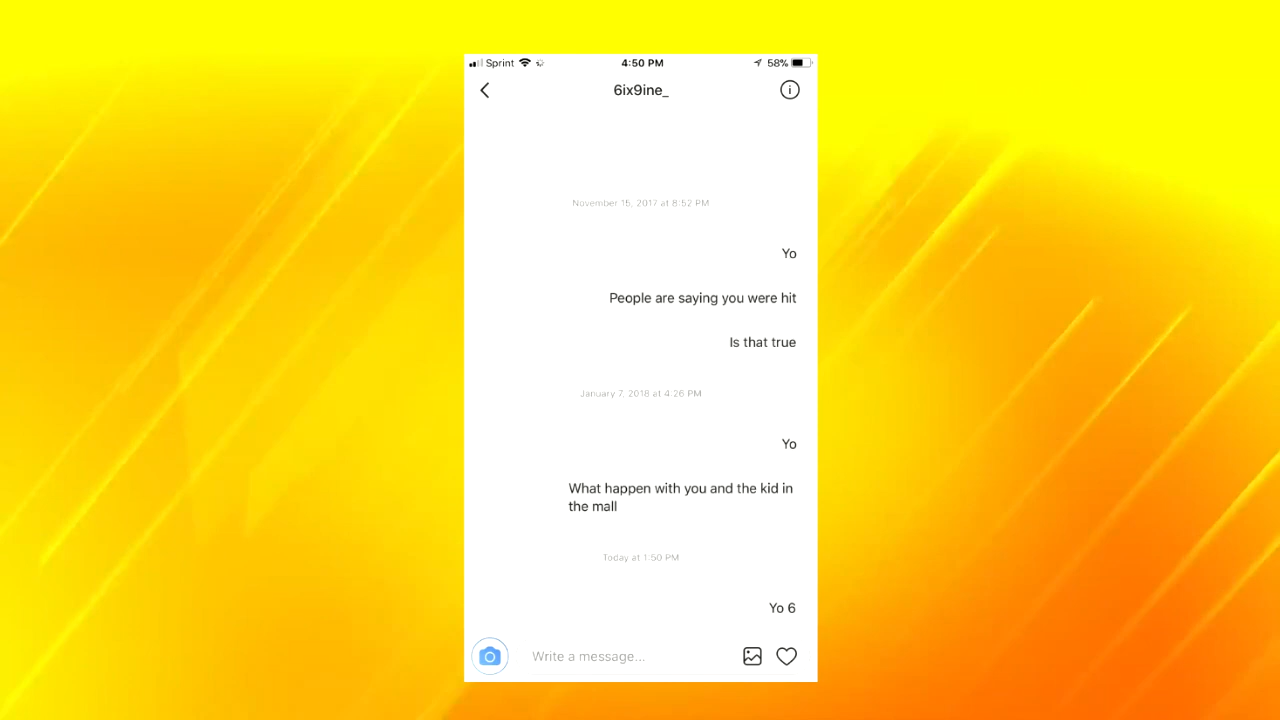 Sprint 4:50 PM 58%
6ix9ine_
November 15, 2017 at 8:52 PM
Yo
People are saying you were hit
Is that true
January 7, 2018 at 4:26 PM
Yo
What happen with you and the kid in
the mall
Today at 1:50 PM
Yo 6
Write a message...